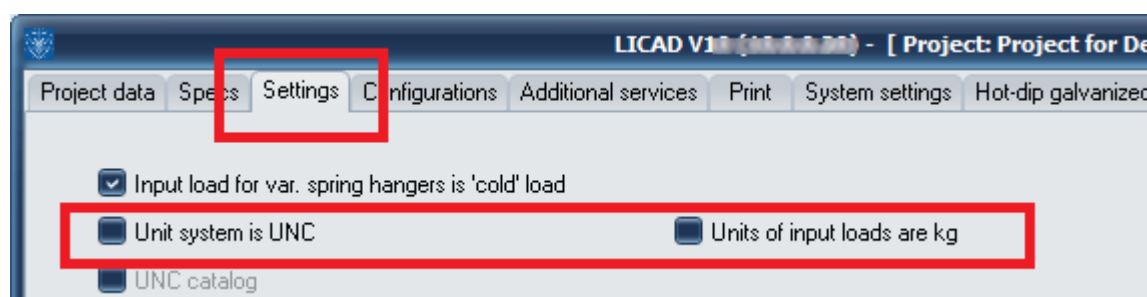 LICAD V1 - [ Project: Project for De
Project data Specs Settings Configurations Additional services Print System settings Hot-dip galvanized
Input load for var. spring hangers is 'cold' load
Unit system is UNC Units of input loads are kg
UNC catalog